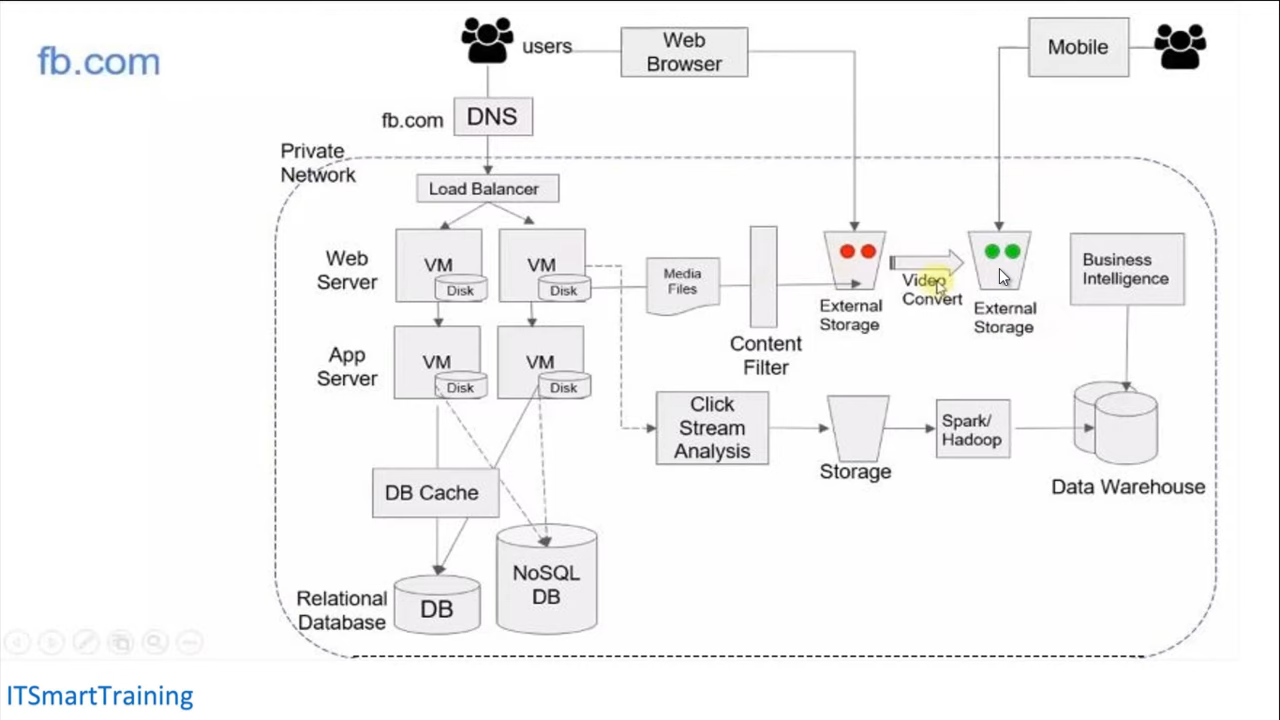 fb.com
users
Web
Browser
Mobile
fb.com
DNS
Private
Network
Load Balancer
Web
Server
VM
Disk
VM
Disk
Media
Files
Content
Filter
External
Storage
Video
Convert
External
Storage
Business
Intelligence
App
Server
VM
Disk
VM
Disk
Click
Stream
Analysis
Storage
Spark/
Hadoop
Data Warehouse
DB Cache
Relational
Database
DB
NoSQL
DB
ITSmartTraining